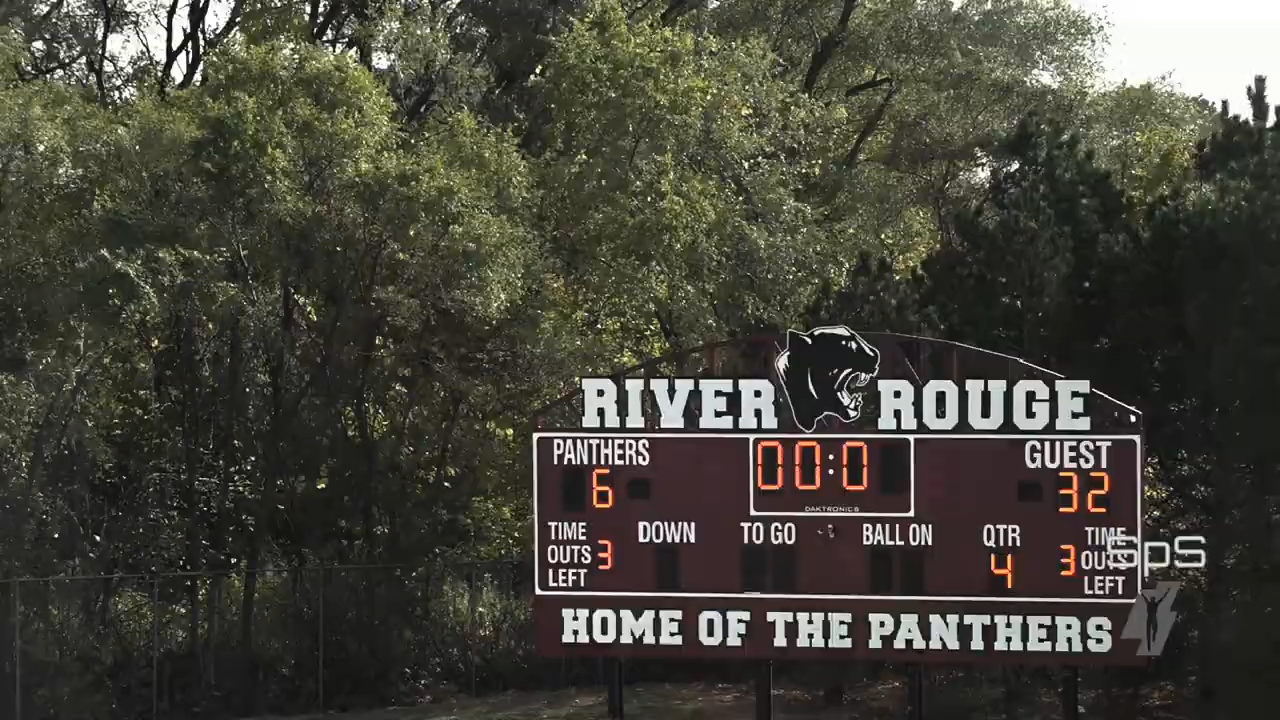 RIVER ROUGE
PANTHERS 00:0 GUEST
6 32
DAKTRONICS
TIME OUTS LEFT 3 DOWN TO GO BALL ON QTR 4 3 TIME OUTS LEFT
HOME OF THE PANTHERS
SPS